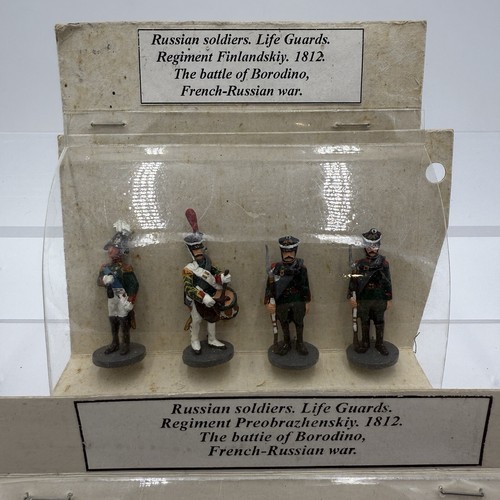 Russian soldiers. Life Guards.
Regiment Finlandskiy. 1812.
The battle of Borodino,
French-Russian war.
Russian soldiers. Life Guards.
Regiment Preobrazhenskiy. 1812.
The battie of Borodino,
French-Russian war.